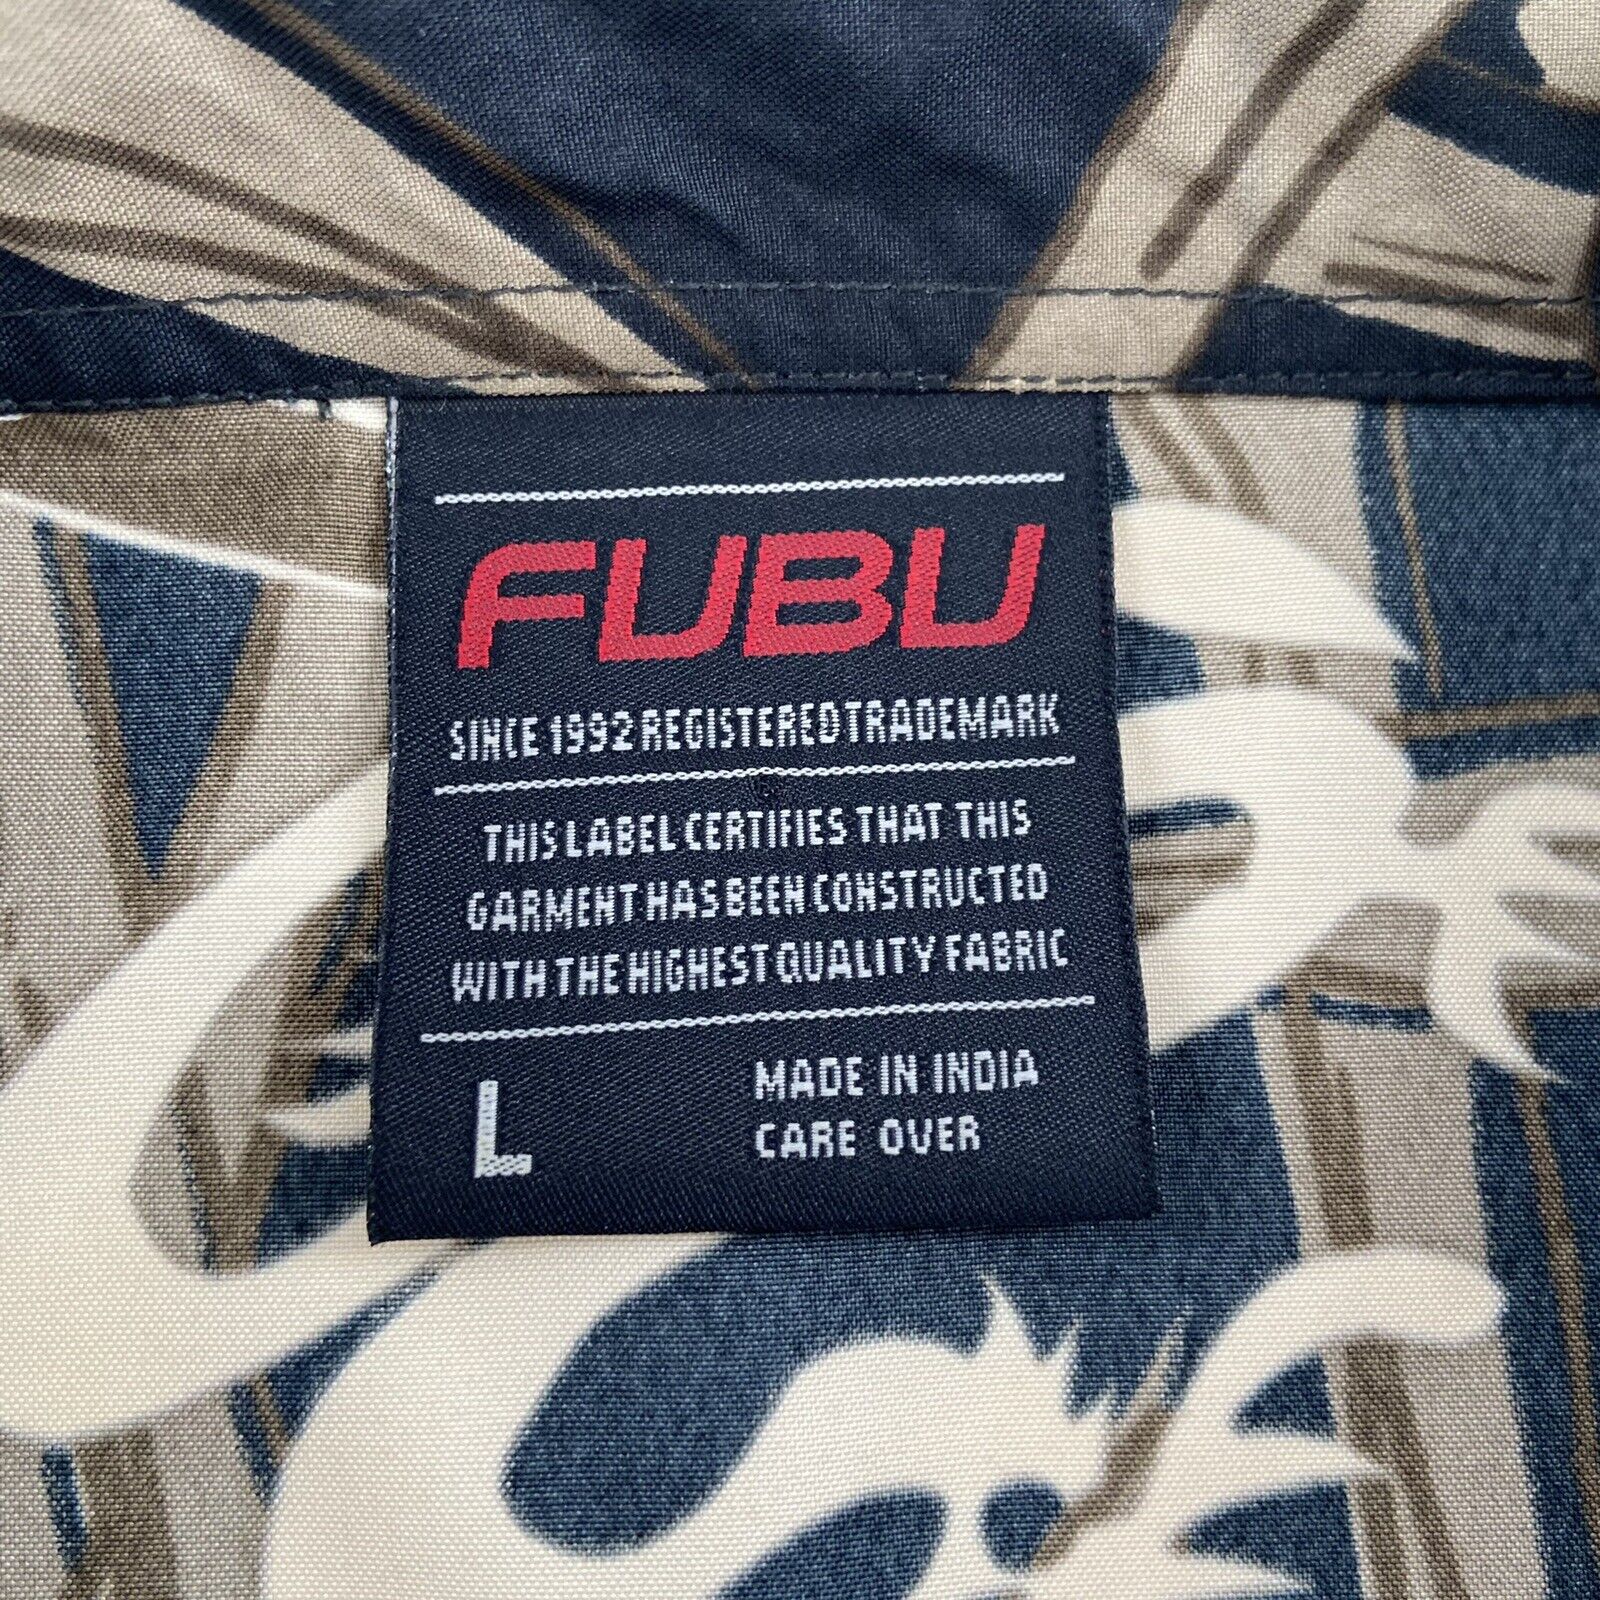 FUBU
SINCE 1992 REGISTERED TRADEMARK
THIS LABEL CERTIFIES THAT THIS
GARMENT HAS BEEN CONSTRUCTED
WITH THE HIGHEST QUALITY FABRIC
L
MADE IN INDIA
CARE OVER